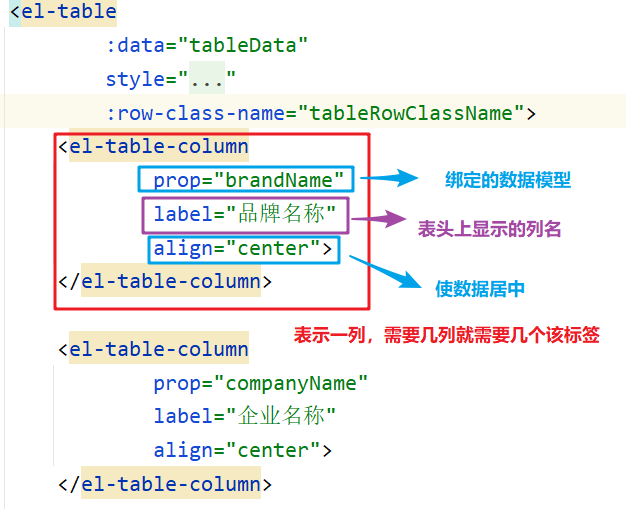 <el-table
:data="tableData"
style="..."
:row-class-name="tableRowClassName">
<el-table-column
prop="brandName"
绑定的数据模型
label="品牌名称"
表头上显示的列名
align="center">
使数据居中
</el-table-column>
表示一列，需要几列就需要几个该标签
<el-table-column
prop="companyName"
label="企业名称"
align="center">
</el-table-column>